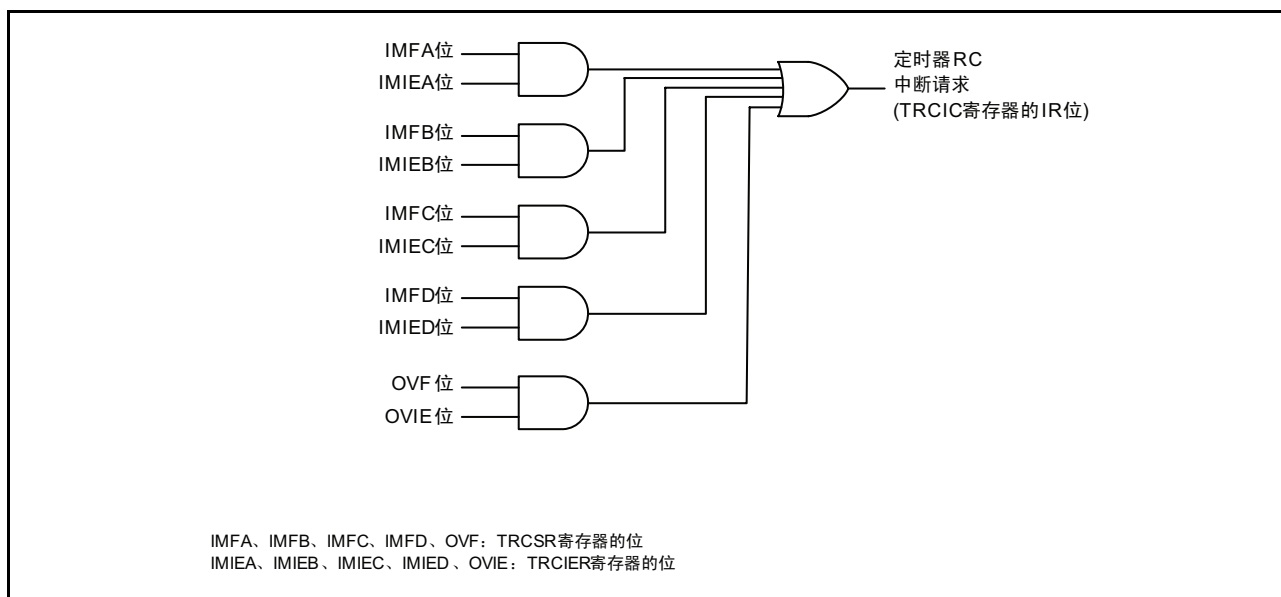 IMFA位
IMIEA位
IMFB位
IMIEB位
IMFC位
IMIEC位
IMFD位
IMIED位
OVF位
OVIE位
定时器RC
中断请求
(TRCIC寄存器的IR位)
IMFA、IMFB、IMFC、IMFD、OVF：TRCSR寄存器的位
IMIEA、IMIEB、IMIEC、IMIED、OVIE：TRCIER寄存器的位